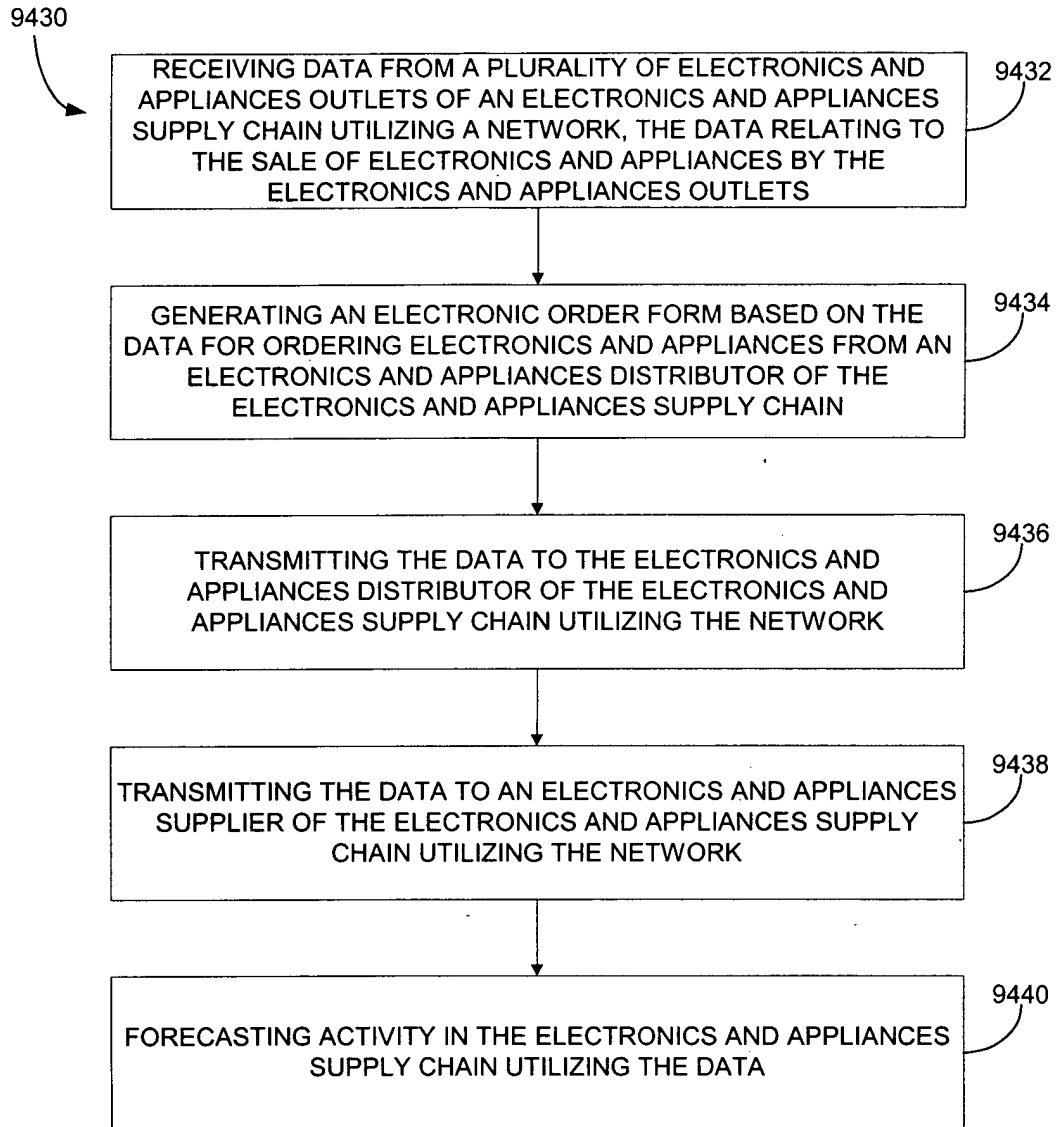 9430
RECEIVING DATA FROM A PLURALITY OF ELECTRONICS AND
APPLIANCES OUTLETS OF AN ELECTRONICS AND APPLIANCES
SUPPLY CHAIN UTILIZING A NETWORK, THE DATA RELATING TO
THE SALE OF ELECTRONICS AND APPLIANCES BY THE
ELECTRONICS AND APPLIANCES OUTLETS
9432
GENERATING AN ELECTRONIC ORDER FORM BASED ON THE
DATA FOR ORDERING ELECTRONICS AND APPLIANCES FROM AN
ELECTRONICS AND APPLIANCES DISTRIBUTOR OF THE
ELECTRONICS AND APPLIANCES SUPPLY CHAIN
9434
TRANSMITTING THE DATA TO THE ELECTRONICS AND
APPLIANCES DISTRIBUTOR OF THE ELECTRONICS AND
APPLIANCES SUPPLY CHAIN UTILIZING THE NETWORK
9436
TRANSMITTING THE DATA TO AN ELECTRONICS AND APPLIANCES
SUPPLIER OF THE ELECTRONICS AND APPLIANCES SUPPLY
CHAIN UTILIZING THE NETWORK
9438
FORECASTING ACTIVITY IN THE ELECTRONICS AND APPLIANCES
SUPPLY CHAIN UTILIZING THE DATA
9440